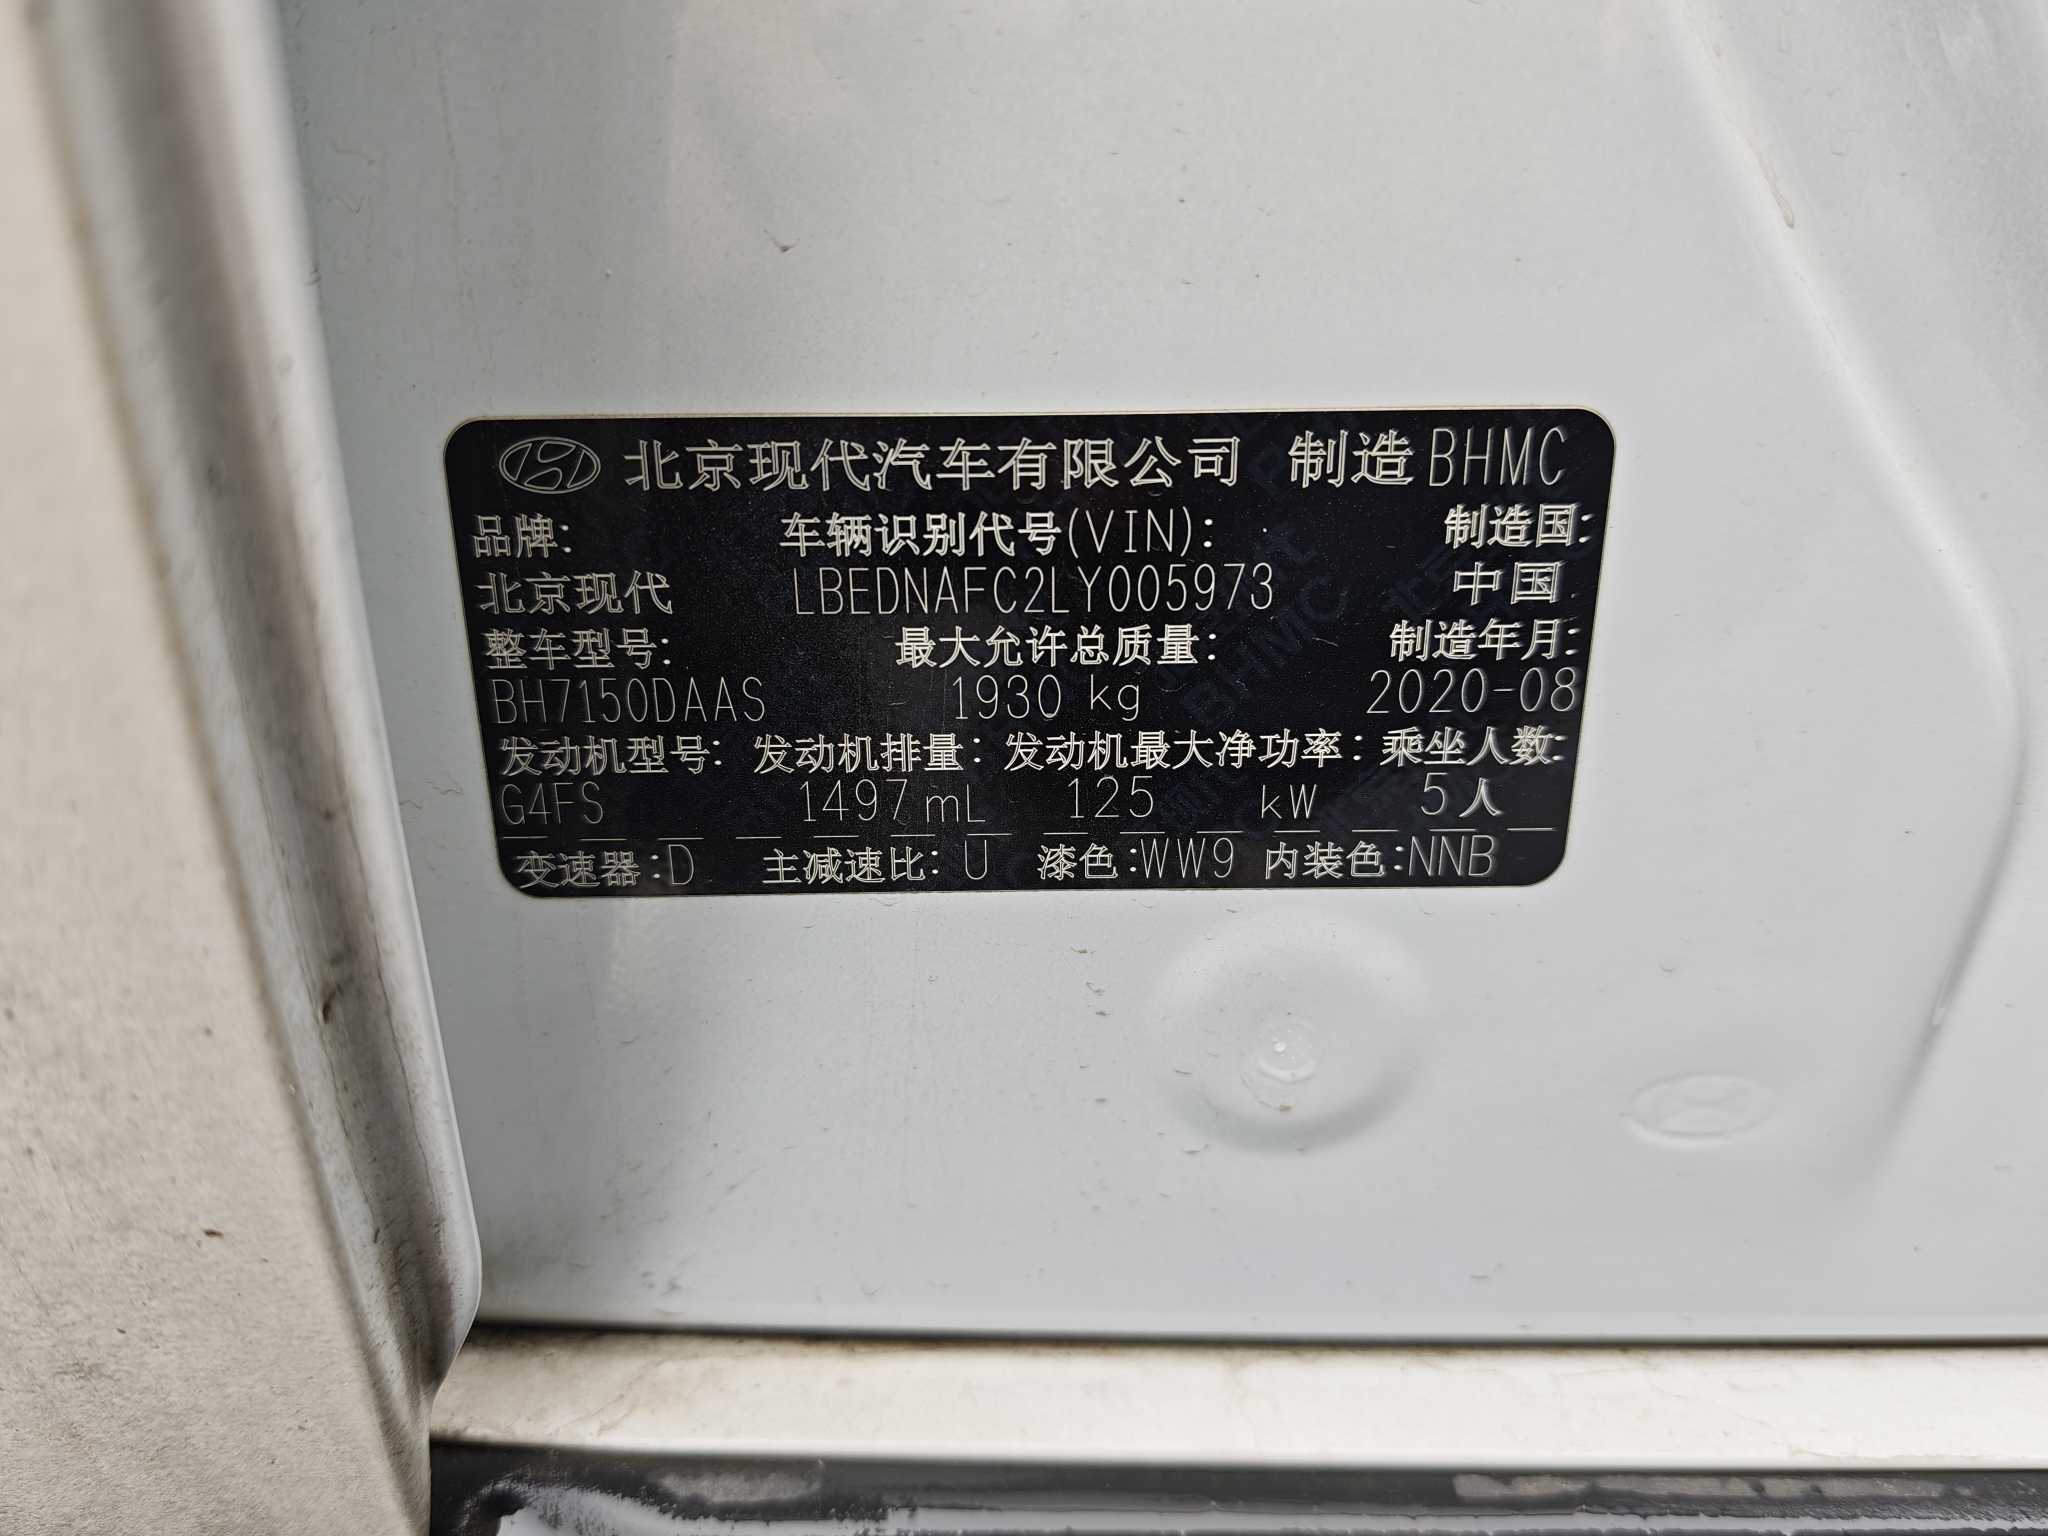 北京现代汽车有限公司 制造 BHMC
品牌: 车辆识别代号(VIN): 制造国:
北京现代 LBEDNAFC2LY005973 中国
整车型号: 最大允许总质量: 制造年月:
BH7150DAAS 1930 kg 2020-08
发动机型号: 发动机排量: 发动机最大净功率: 乘坐人数:
G4FS 1497 mL 125 kW 5人
变速器:D 主减速比: U 漆色:WW9 内装色:NNB